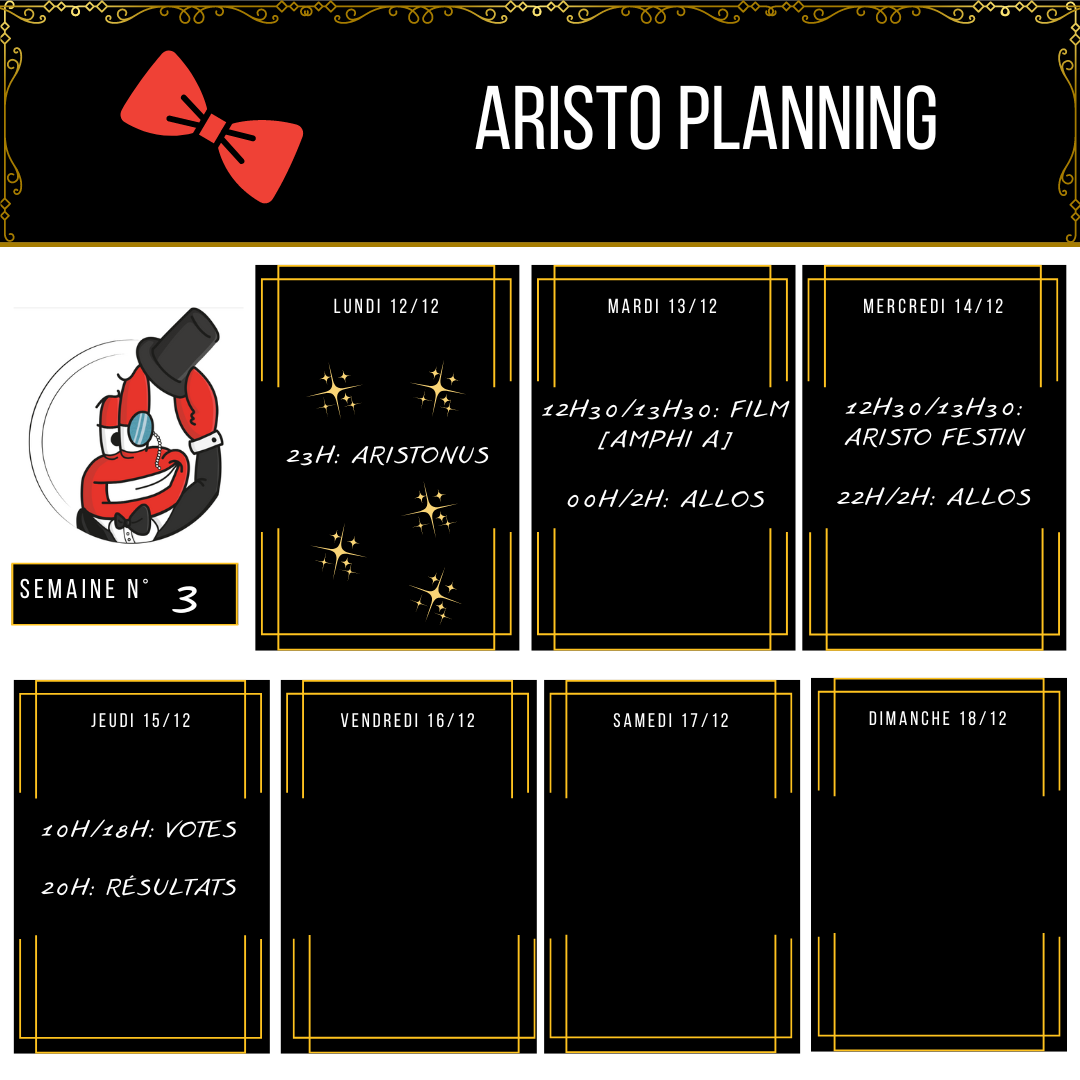 ARISTO PLANNING
LUNDI 12/12
23H: ARISTONUS
MARDI 13/12
12H30/13H30: FILM
[AMPHI A]
00H/2H: ALLOS
MERCREDI 14/12
12H30/13H30:
ARISTO FESTIN
22H/2H: ALLOS
SEMAINE N° 3
JEUDI 15/12
10H/18H: VOTES
20H: RÉSULTATS
VENDREDI 16/12
SAMEDI 17/12
DIMANCHE 18/12